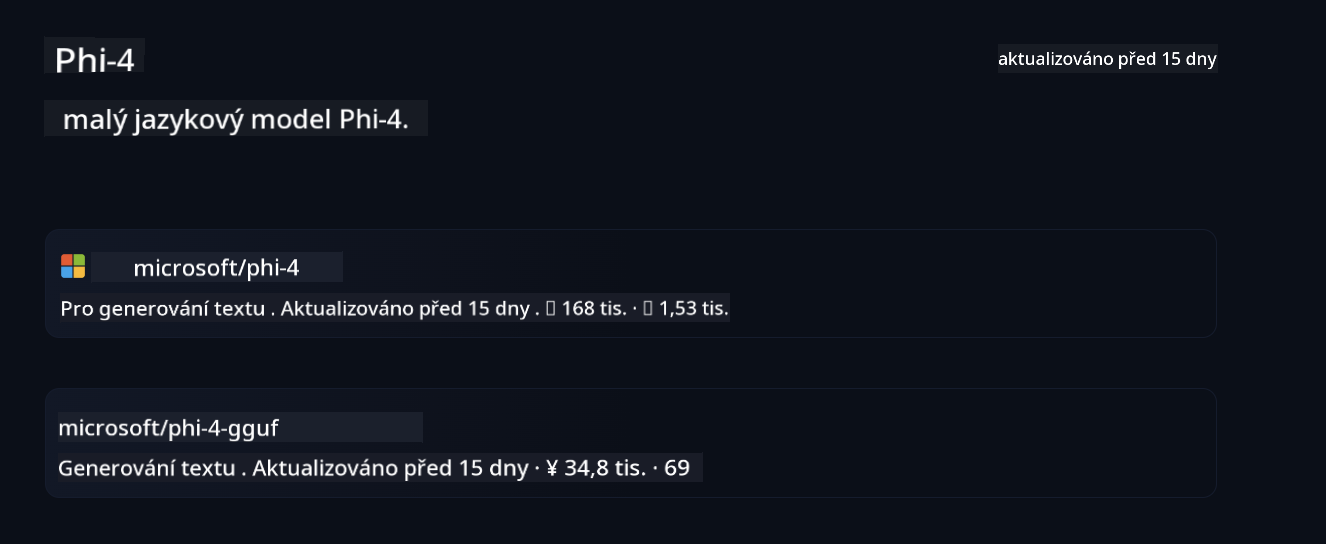 Phi-4
aktualizováno před 15 dny
malý jazykový model Phi-4.
microsoft/phi-4
Pro generování textu . Aktualizováno před 15 dny . 168 tis. · 1,53 tis.
microsoft/phi-4-gguf
Generování textu . Aktualizováno před 15 dny · ¥ 34,8 tis. · 69